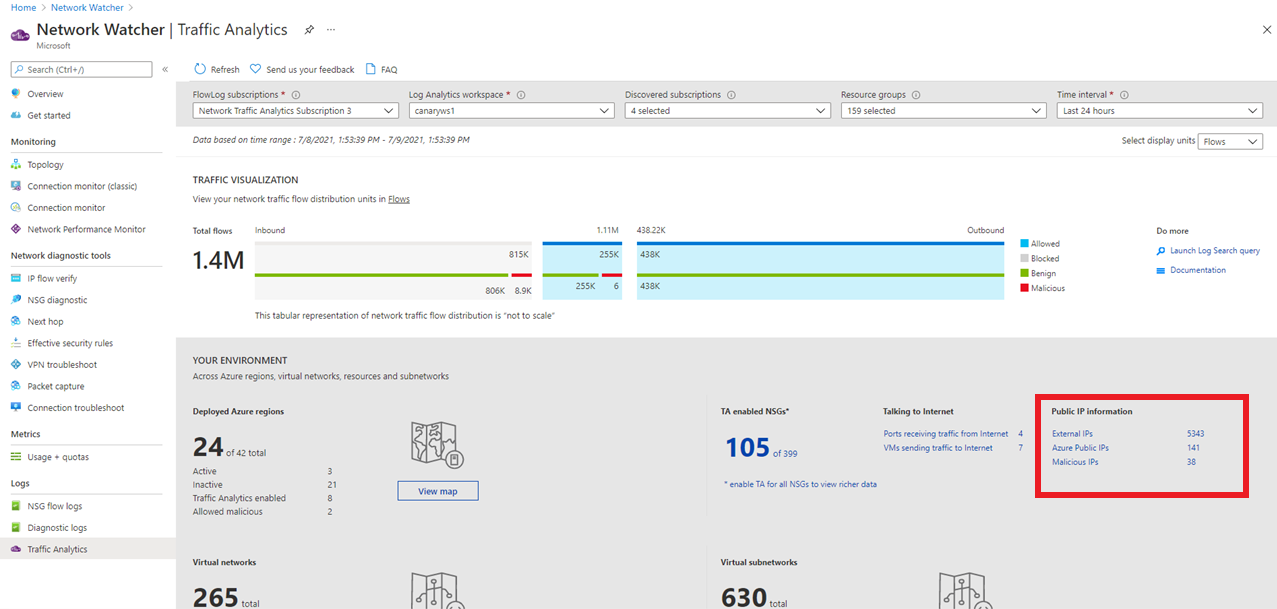 Home > Network Watcher >
Network Watcher | Traffic Analytics ...
Microsoft
Search (Ctrl+/) «
Overview
Get started
Monitoring
Topology
Connection monitor (classic)
Connection monitor
Network Performance Monitor
Network diagnostic tools
IP flow verify
NSG diagnostic
Next hop
Effective security rules
VPN troubleshoot
Packet capture
Connection troubleshoot
Metrics
Usage + quotas
Logs
NSG flow logs
Diagnostic logs
Traffic Analytics
Refresh Send us your feedback FAQ
FlowLog subscriptions * Log Analytics workspace * Discovered subscriptions Resource groups Time interval *
Network Traffic Analytics Subscription 3 canaryws1 4 selected 159 selected Last 24 hours
Data based on time range : 7/8/2021, 1:53:39 PM - 7/9/2021, 1:53:39 PM
Select display units Flows
TRAFFIC VISUALIZATION
View your network traffic flow distribution units in Flows
Total flows Inbound 1.11M 438.22K Outbound
1.4M 815K 255K 438K
806K 8.9K 255K 6 438K
Allowed
Blocked
Benign
Malicious
Do more
Launch Log Search query
Documentation
This tabular representation of network traffic flow distribution is "not to scale"
YOUR ENVIRONMENT
Across Azure regions, virtual networks, resources and subnetworks
Deployed Azure regions
24 of 42 total
Active 3
Inactive 21
Traffic Analytics enabled 8
Allowed malicious 2
View map
TA enabled NSGs*
105 of 399
* enable TA for all NSGs to view richer data
Talking to Internet
Ports receiving traffic from Internet 4
VMs sending traffic to Internet 7
Public IP information
External IPs 5343
Azure Public IPs 141
Malicious IPs 38
Virtual networks
265 total
Virtual subnetworks
630 total